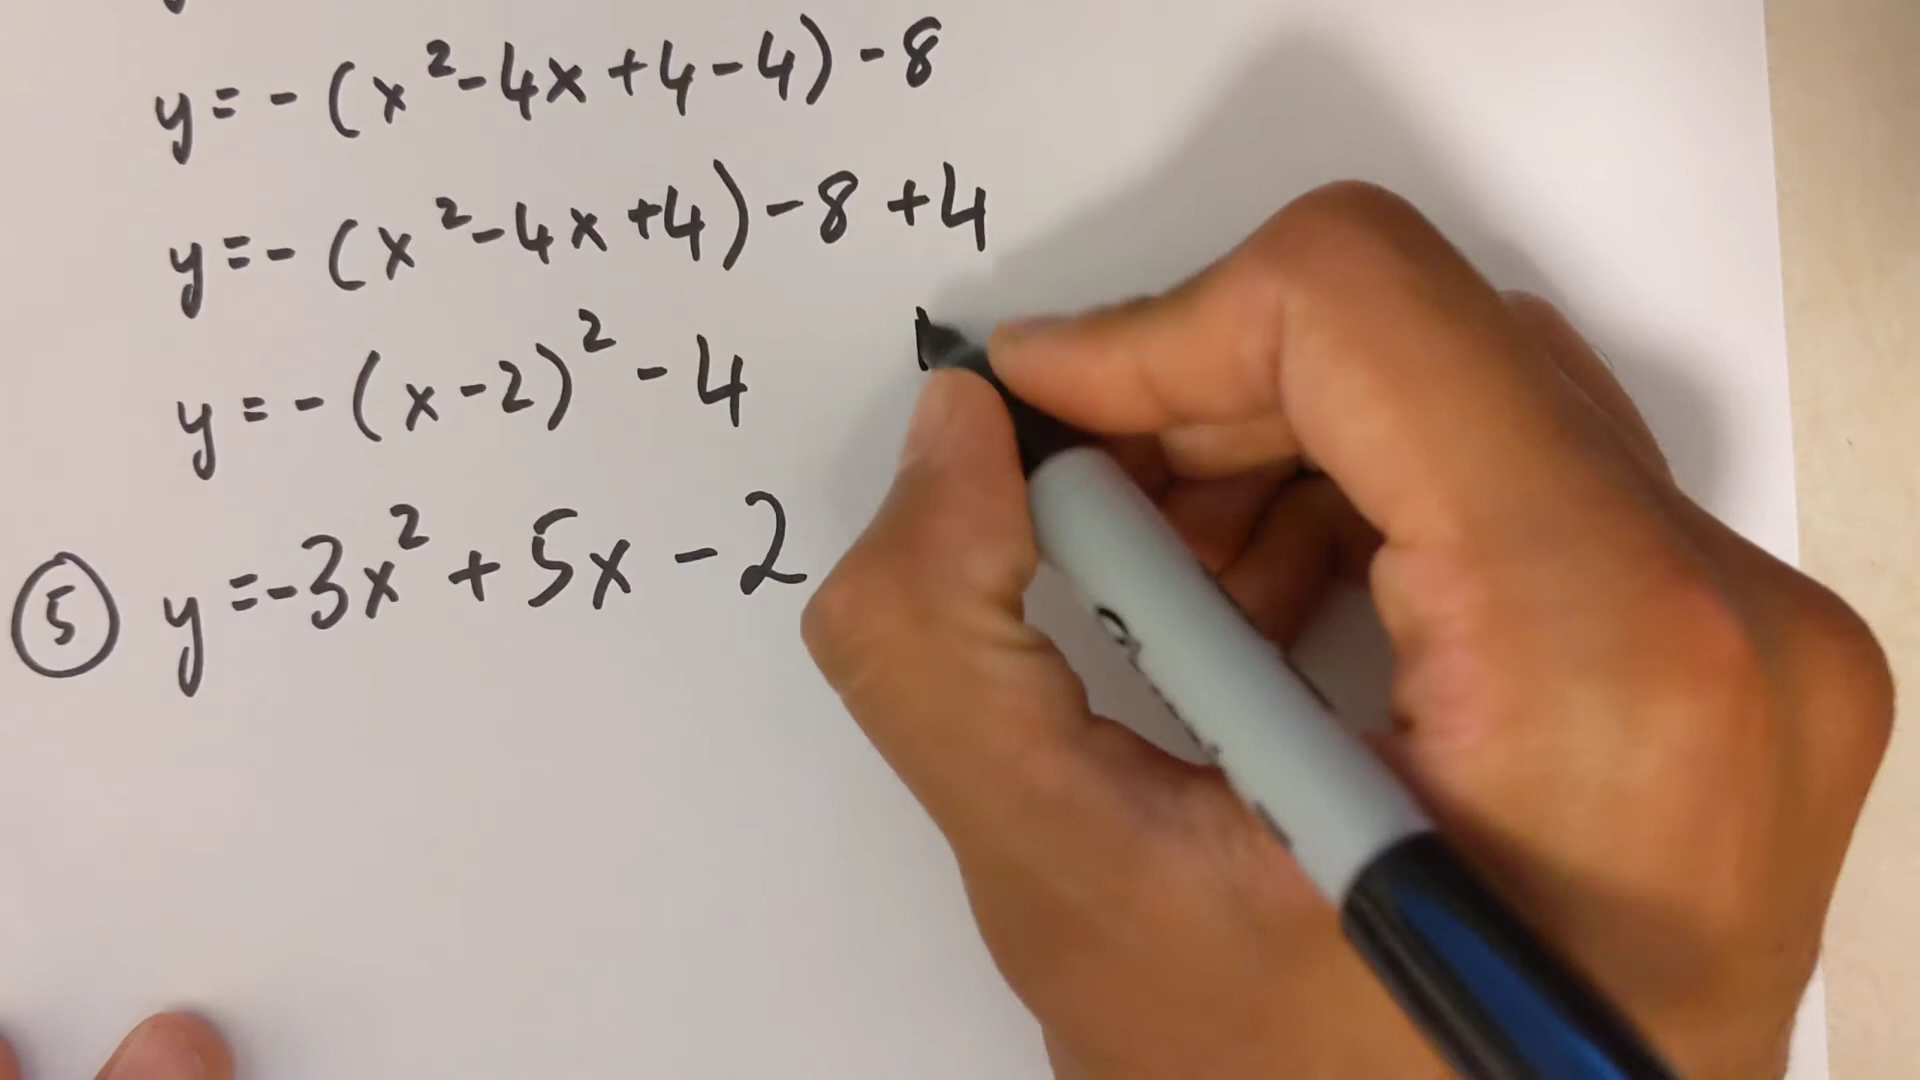 y = - (x² - 4x + 4 - 4) - 8
y = - (x² - 4x + 4) - 8 + 4
y = - (x - 2)² - 4
⑤ y = -3x² + 5x - 2